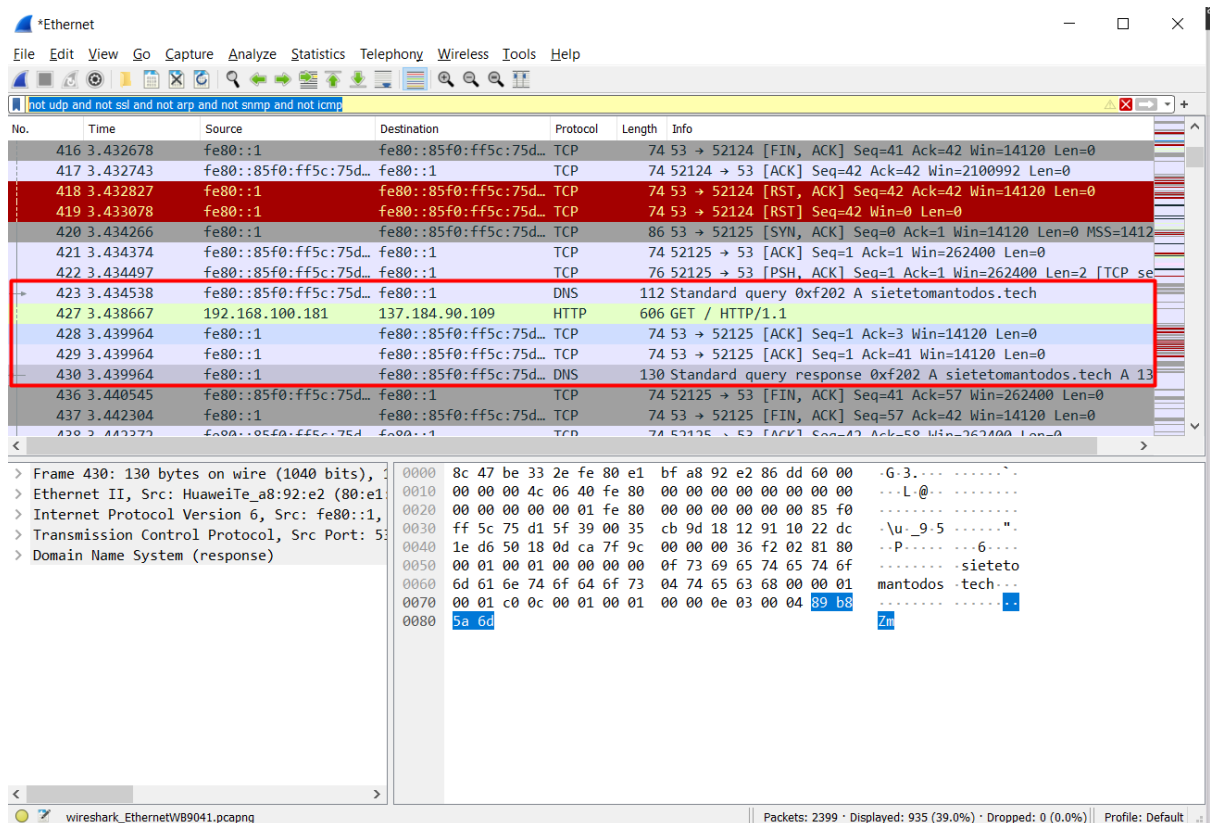 *Ethernet
File Edit View Go Capture Analyze Statistics Telephony Wireless Tools Help
not udp and not ssl and not arp and not snmp and not icmp
No. Time Source Destination Protocol Length Info
416 3.432678 fe80::1 fe80::85f0:ff5c:75d… TCP 74 53 → 52124 [FIN, ACK] Seq=41 Ack=42 Win=14120 Len=0
417 3.432743 fe80::85f0:ff5c:75d… fe80::1 TCP 74 52124 → 53 [ACK] Seq=42 Ack=42 Win=2100992 Len=0
418 3.432827 fe80::1 fe80::85f0:ff5c:75d… TCP 74 53 → 52124 [RST, ACK] Seq=42 Ack=42 Win=14120 Len=0
419 3.433078 fe80::1 fe80::85f0:ff5c:75d… TCP 74 53 → 52124 [RST] Seq=42 Win=0 Len=0
420 3.434266 fe80::1 fe80::85f0:ff5c:75d… TCP 86 53 → 52125 [SYN, ACK] Seq=0 Ack=1 Win=14120 Len=0 MSS=1412
421 3.434374 fe80::85f0:ff5c:75d… fe80::1 TCP 74 52125 → 53 [ACK] Seq=1 Ack=1 Win=262400 Len=0
422 3.434497 fe80::85f0:ff5c:75d… fe80::1 TCP 76 52125 → 53 [PSH, ACK] Seq=1 Ack=1 Win=262400 Len=2 [TCP se
423 3.434538 fe80::85f0:ff5c:75d… fe80::1 DNS 112 Standard query 0xf202 A sietetomantodos.tech
427 3.438667 192.168.100.181 137.184.90.109 HTTP 606 GET / HTTP/1.1
428 3.439964 fe80::1 fe80::85f0:ff5c:75d… TCP 74 53 → 52125 [ACK] Seq=1 Ack=3 Win=14120 Len=0
429 3.439964 fe80::1 fe80::85f0:ff5c:75d… TCP 74 53 → 52125 [ACK] Seq=1 Ack=41 Win=14120 Len=0
430 3.439964 fe80::1 fe80::85f0:ff5c:75d… DNS 130 Standard query response 0xf202 A sietetomantodos.tech A 13
436 3.440545 fe80::85f0:ff5c:75d… fe80::1 TCP 74 52125 → 53 [FIN, ACK] Seq=41 Ack=57 Win=262400 Len=0
437 3.442304 fe80::1 fe80::85f0:ff5c:75d… TCP 74 53 → 52125 [FIN, ACK] Seq=57 Ack=42 Win=14120 Len=0
438 3.442372 fe80::85f0:ff5c:75d… fe80::1 TCP 74 52125 → 53 [ACK] Seq=42 Ack=58 Win=262400 Len=0
> Frame 430: 130 bytes on wire (1040 bits), 1
> Ethernet II, Src: HuaweiTe_a8:92:e2 (80:e1:
> Internet Protocol Version 6, Src: fe80::1,
> Transmission Control Protocol, Src Port: 53
> Domain Name System (response)
0000 8c 47 be 33 2e fe 80 e1 bf a8 92 e2 86 dd 60 00 ·G·3.··· ······`·
0010 00 00 00 4c 06 40 fe 80 00 00 00 00 00 00 00 00 ···L·@·· ········
0020 00 00 00 00 00 01 fe 80 00 00 00 00 00 00 85 f0 ········ ········
0030 ff 5c 75 d1 5f 39 00 35 cb 9d 18 12 91 10 22 dc ·\u·_9·5 ······"·
0040 1e d6 50 18 0d ca 7f 9c 00 00 00 36 f2 02 81 80 ··P····· ···6····
0050 00 01 00 01 00 00 00 00 0f 73 69 65 74 65 74 6f ········ ·sieteto
0060 6d 61 6e 74 6f 64 6f 73 04 74 65 63 68 00 00 01 mantodos ·tech···
0070 00 01 c0 0c 00 01 00 01 00 00 0e 03 00 04 89 b8 ········ ········
0080 5a 6d Zm
wireshark_EthernetWB9041.pcapng Packets: 2399 · Displayed: 935 (39.0%) · Dropped: 0 (0.0%) Profile: Default